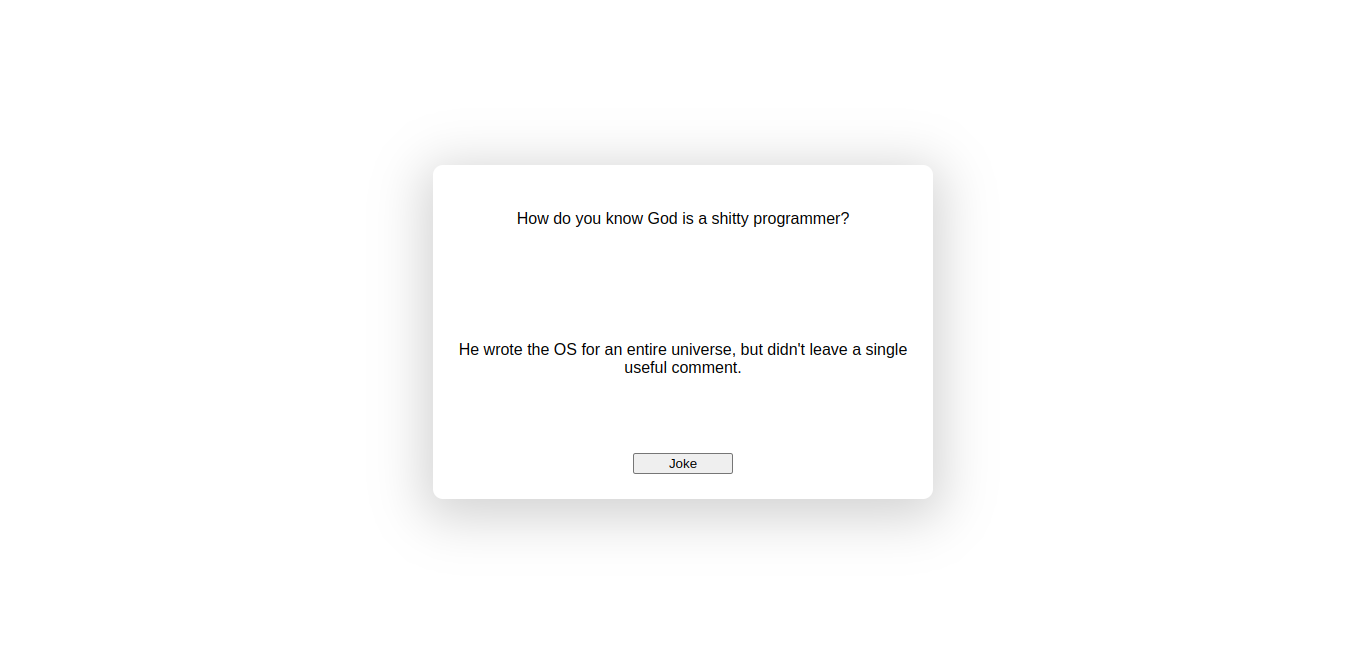 How do you know God is a shitty programmer?
He wrote the OS for an entire universe, but didn't leave a single
useful comment.
Joke